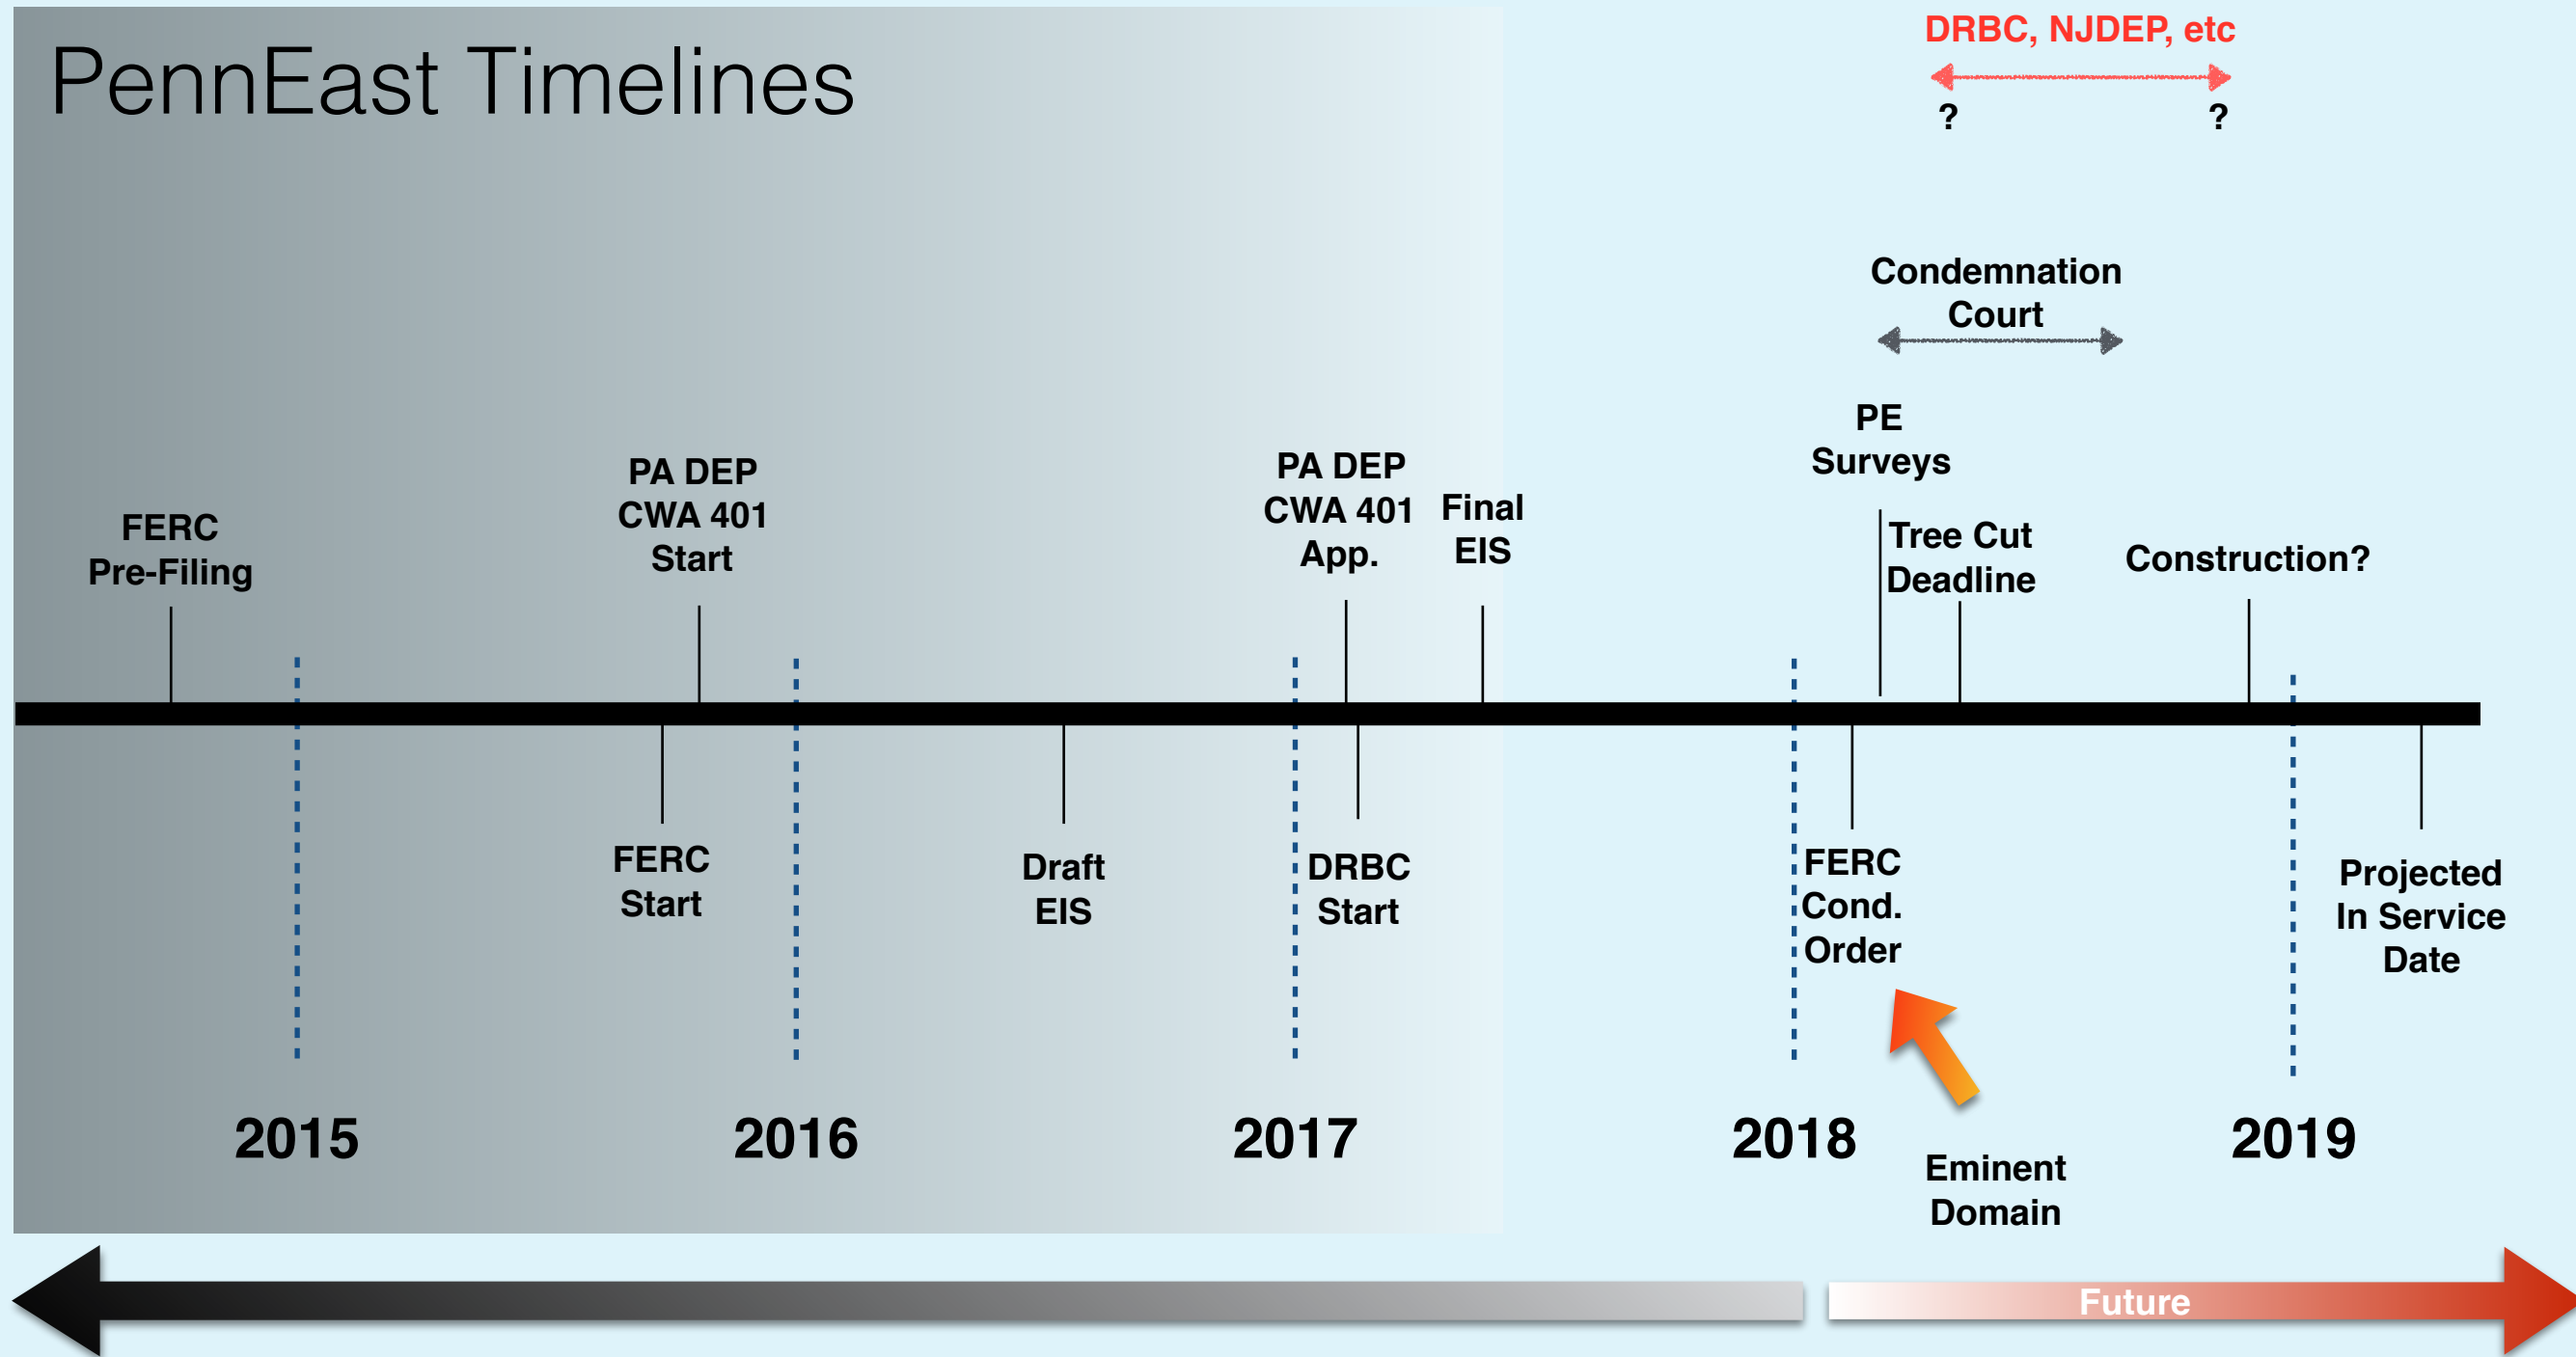 PennEast Timelines
DRBC, NJDEP, etc
?
?
Condemnation
Court
PE
Surveys
FERC
Pre-Filing
PA DEP
CWA 401
Start
PA DEP
CWA 401
App.
Final
EIS
Tree Cut
Deadline
Construction?
FERC
Start
Draft
EIS
DRBC
Start
FERC
Cond.
Order
Projected
In Service
Date
2015
2016
2017
2018
2019
Eminent
Domain
Future